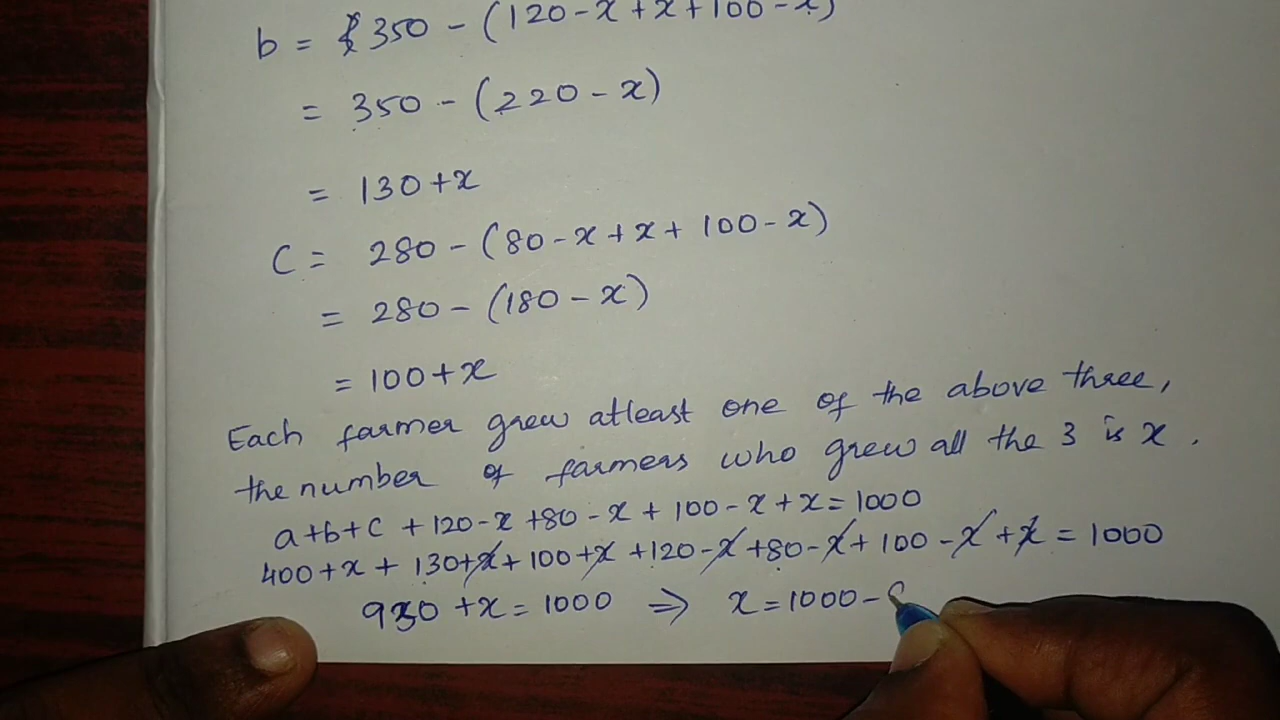 b = 350 - (120 - x + x + 100 - x)
= 350 - (220 - x)
= 130 + x
C = 280 - (80 - x + x + 100 - x)
= 280 - (180 - x)
= 100 + x
Each farmer grew atleast one of the above three,
the number of farmers who grew all the 3 is x.
a + b + c + 120 - x + 80 - x + 100 - x + x = 1000
400 + x + 130 + x + 100 + x + 120 - x + 80 - x + 100 - x + x = 1000
930 + x = 1000 ⇒ x = 1000 -